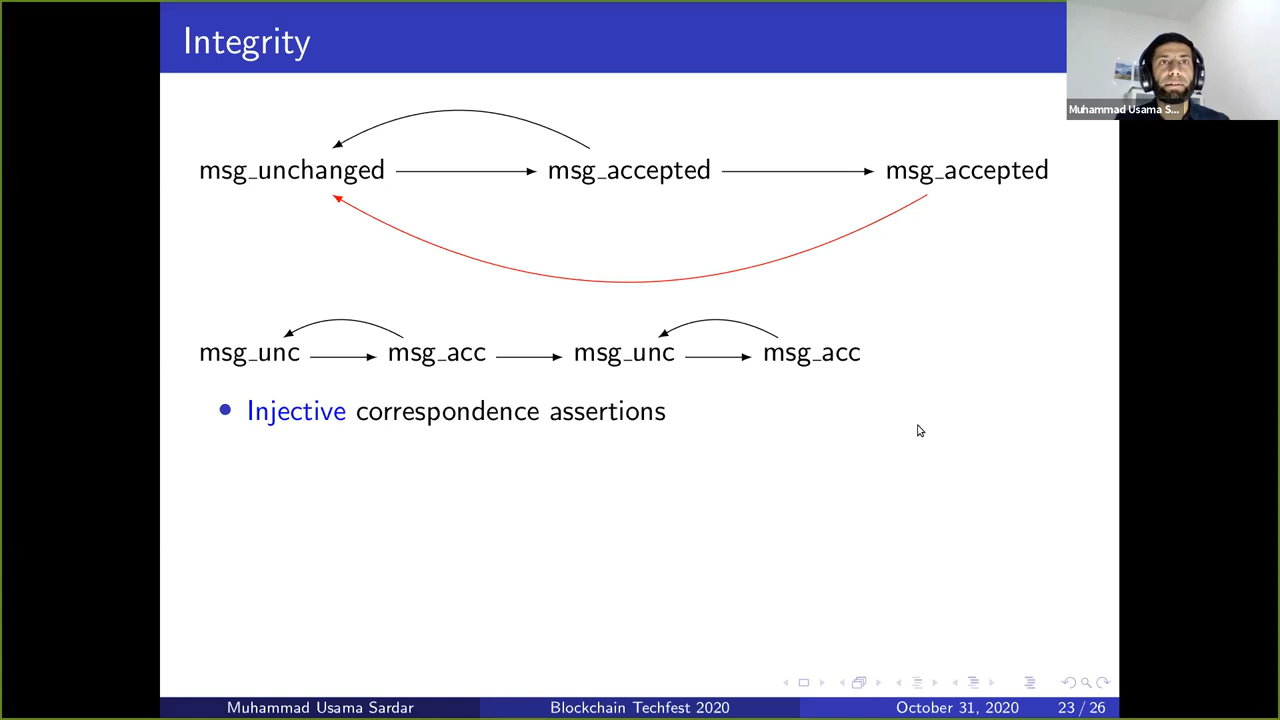 Integrity
Muhammad Usama S...
msg_unchanged msg_accepted msg_accepted
msg_unc msg_acc msg_unc msg_acc
• Injective correspondence assertions
Muhammad Usama Sardar Blockchain Techfest 2020 October 31, 2020 23 / 26